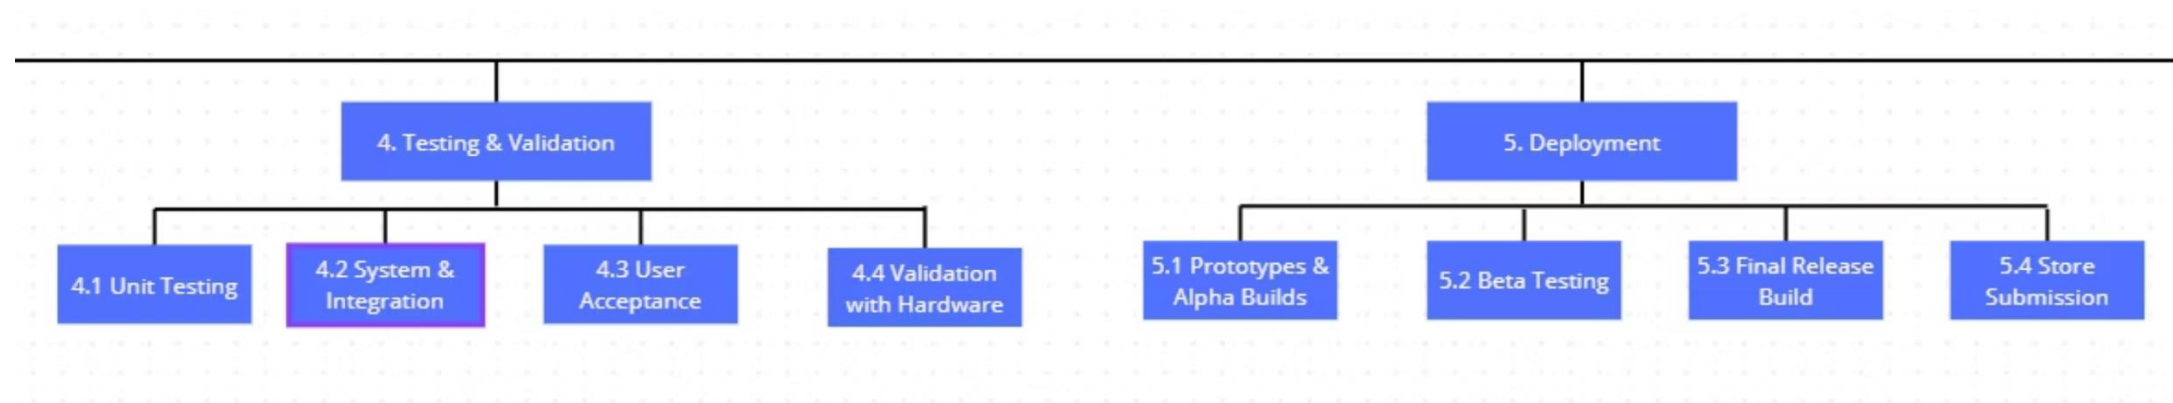 4. Testing & Validation
5. Deployment
4.1 Unit Testing
4.2 System &
Integration
4.3 User
Acceptance
4.4 Validation
with Hardware
5.1 Prototypes &
Alpha Builds
5.2 Beta Testing
5.3 Final Release
Build
5.4 Store
Submission